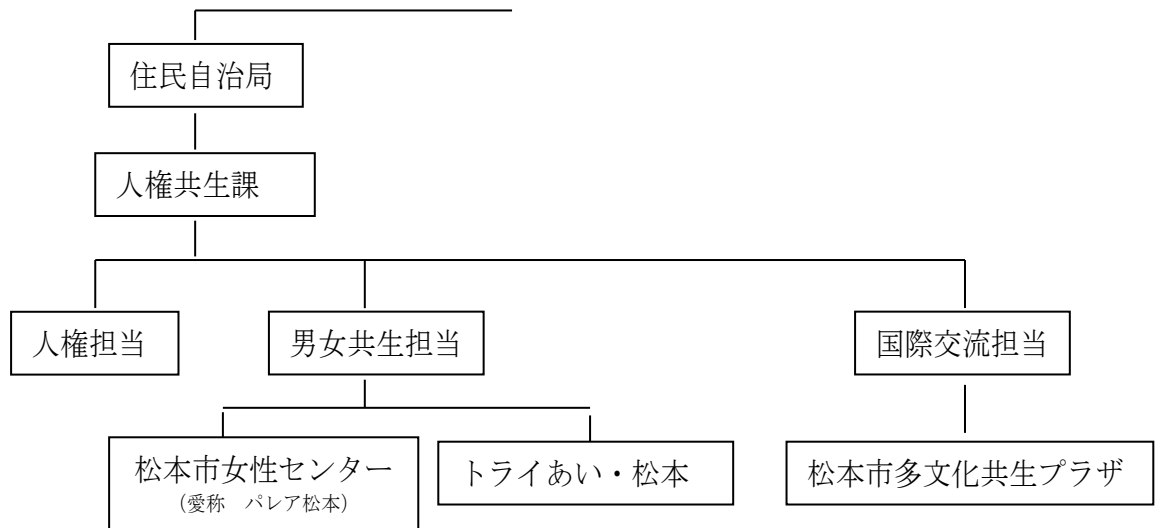 住民自治局
人権共生課
人権担当
男女共生担当
国際交流担当
松本市女性センター
(愛称　パレア松本)
トライあい・松本
松本市多文化共生プラザ